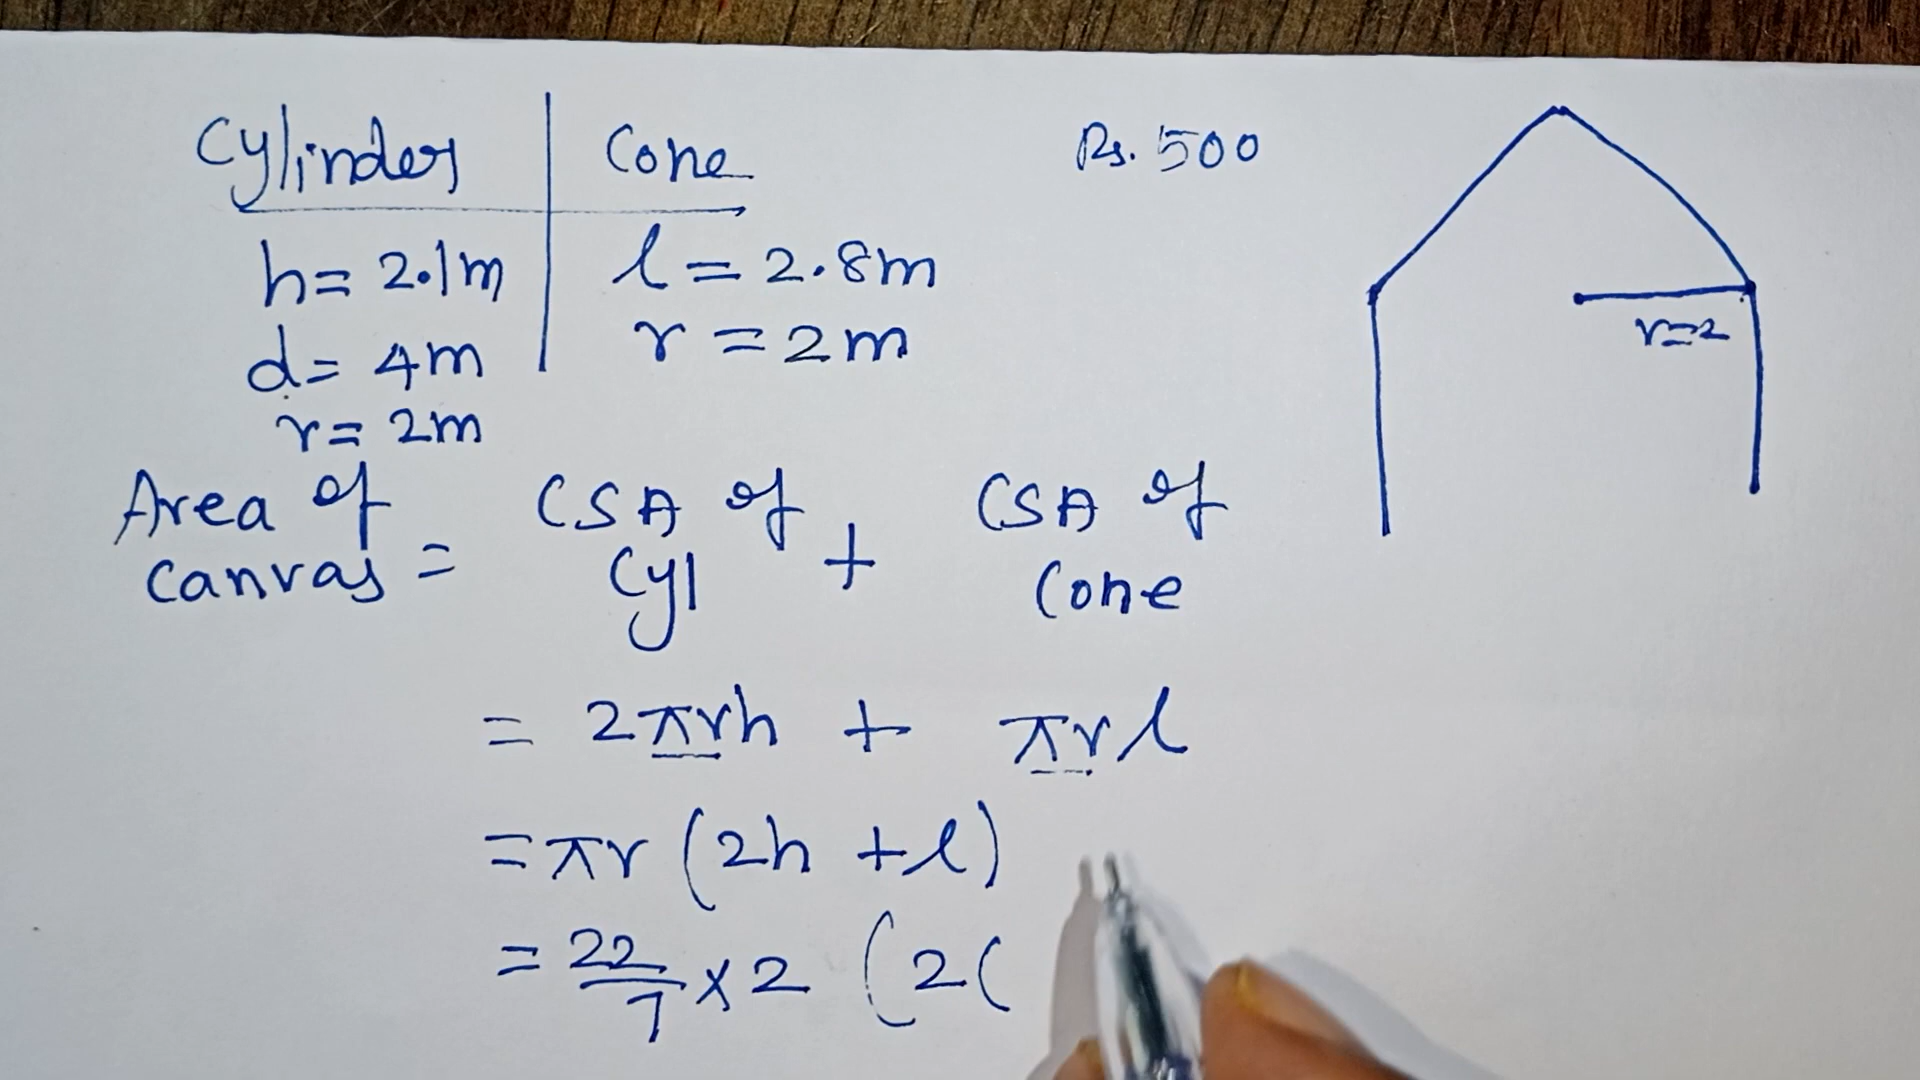 Cylinder Cone Rs. 500
h = 2.1m l = 2.8m
d = 4m r = 2m
r = 2m
r=2
Area of canvas = CSA of Cyl + CSA of Cone
= 2πrh + πrl
= πr (2h + l)
= 22/7 × 2 (2(